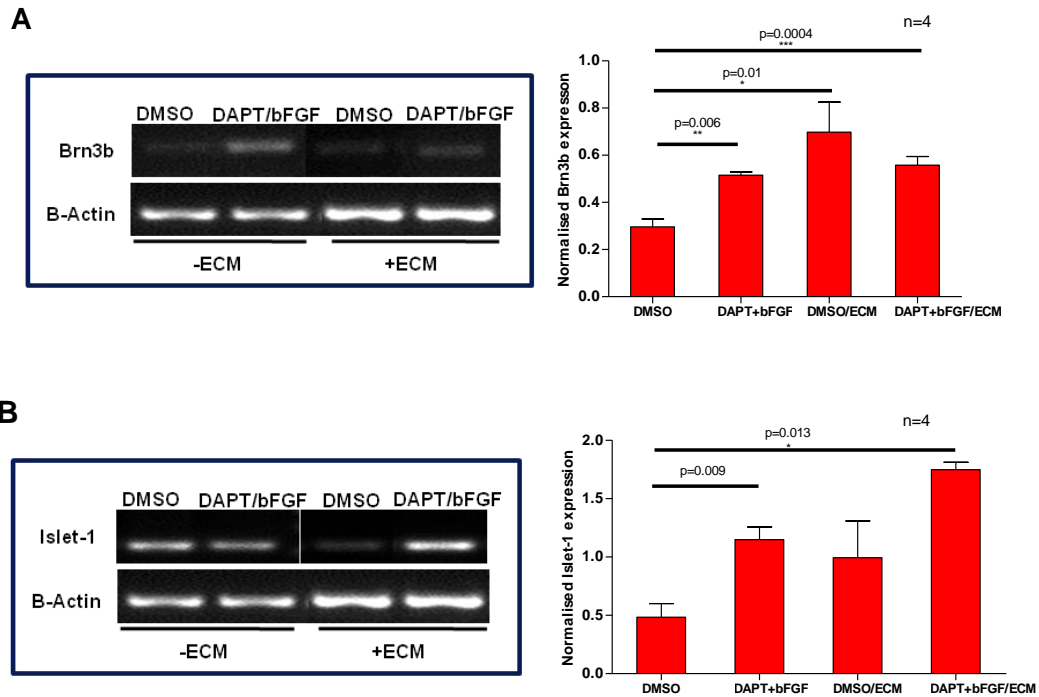 A
DMSO DAPT/bFGF DMSO DAPT/bFGF
Brn3b
B-Actin
-ECM +ECM
n=4
p=0.0004
***
p=0.01
*
p=0.006
**
Normalised Brn3b expresson
1.0
0.8
0.6
0.4
0.2
0.0
DMSO DAPT+bFGF DMSO/ECM DAPT+bFGF/ECM
B
DMSO DAPT/bFGF DMSO DAPT/bFGF
Islet-1
B-Actin
-ECM +ECM
n=4
p=0.013
*
p=0.009
Normalised Islet-1 expression
2.0
1.5
1.0
0.5
0.0
DMSO DAPT+bFGF DMSO/ECM DAPT+bFGF/ECM